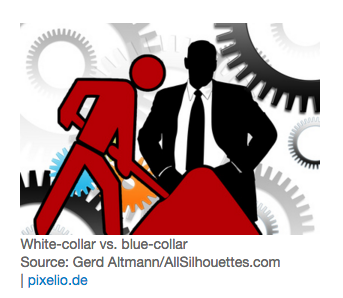 White-collar vs. blue-collar
Source: Gerd Altmann/AllSilhouettes.com
| pixelio.de